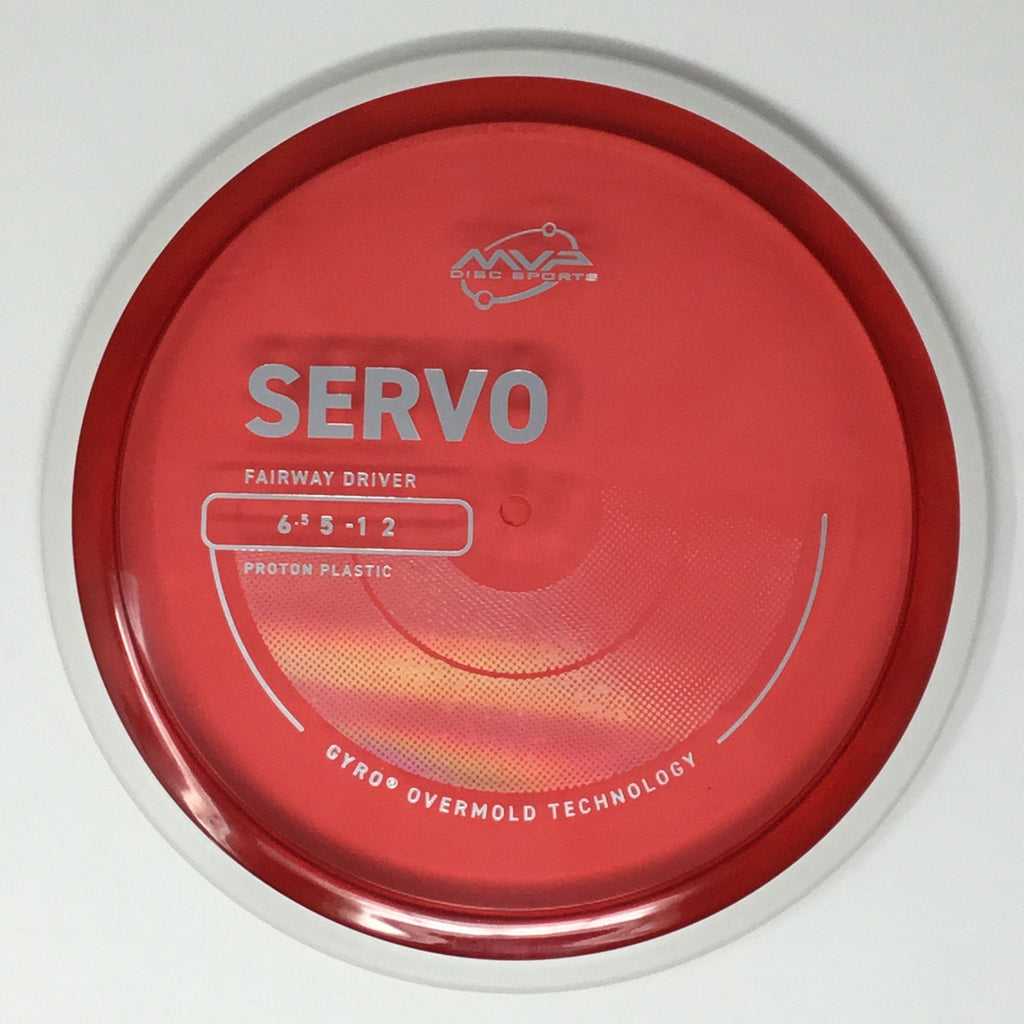 MVP
DISC SPORTS
SERVO
FAIRWAY DRIVER
6.5 5 -1 2
PROTON PLASTIC
GYRO® OVERMOLD TECHNOLOGY